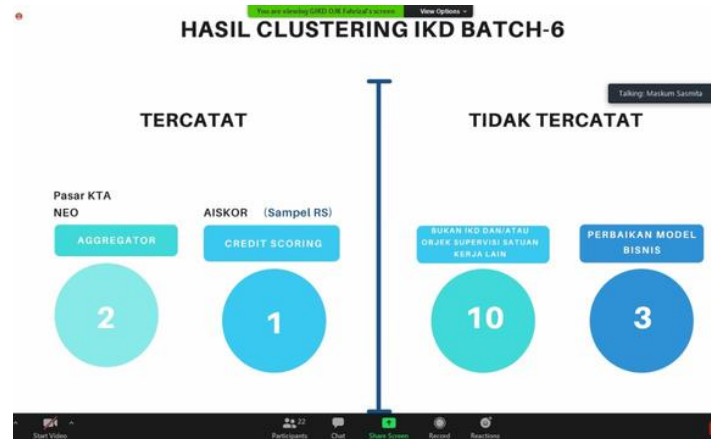 You are viewing GIKD OJK Fahrizal's screen
View Options
HASIL CLUSTERING IKD BATCH-6
Talking: Maskum Sasmita
TERCATAT
TIDAK TERCATAT
Pasar KTA
NEO
AISKOR (Sampel RS)
AGGREGATOR
CREDIT SCORING
BUKAN IKD DAN/ATAU
OBJEK SUPERVISI SATUAN
KERJA LAIN
PERBAIKAN MODEL
BISNIS
2
1
10
3
Start Video
22
Participants
Chat
Share Screen
Record
Reactions